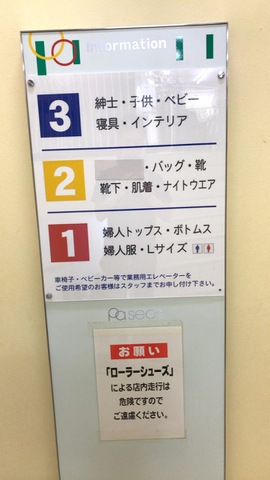 Information
3
紳士・子供・ベビー
寝具・インテリア
2
・バッグ・靴
靴下・肌着・ナイトウエア
1
婦人トップス・ボトムス
婦人服・Lサイズ
車椅子・ベビーカー等で業務用エレベーターを
ご使用希望のお客様はスタッフまでお申し付け下さい。
お願い
「ローラーシューズ」
による店内走行は
危険ですので
ご遠慮ください。